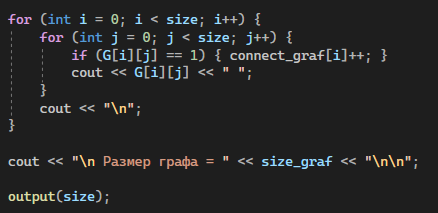 for (int i = 0; i < size; i++) {
    for (int j = 0; j < size; j++) {
        if (G[i][j] == 1) { connect_graf[i]++; }
        cout << G[i][j] << " ";
    }
    cout << "\n";
}
cout << "\n Размер графа = " << size_graf << "\n\n";
output(size);